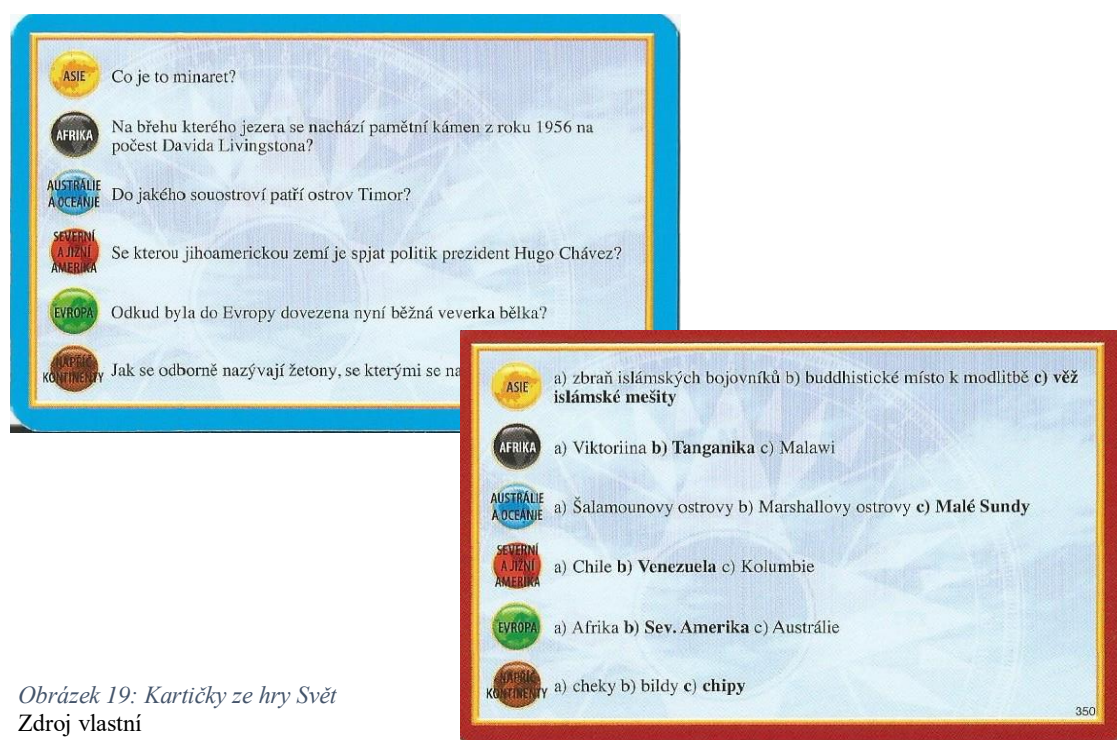 ASIE Co je to minaret?
AFRIKA Na břehu kterého jezera se nachází pamětní kámen z roku 1956 na
počest Davida Livingstona?
AUSTRÁLIE
A OCEÁNIE Do jakého souostroví patří ostrov Timor?
SEVERNÍ
A JIŽNÍ
AMERIKA Se kterou jihoamerickou zemí je spjat politik prezident Hugo Chávez?
EVROPA Odkud byla do Evropy dovezena nyní běžná veverka bělka?
NAPŘÍČ
KONTINENTY Jak se odborně nazývají žetony, se kterými se na
ASIE a) zbraň islámských bojovníků b) buddhistické místo k modlitbě c) věž
islámské mešity
AFRIKA a) Viktoriina b) Tanganika c) Malawi
AUSTRÁLIE
A OCEÁNIE a) Šalamounovy ostrovy b) Marshallovy ostrovy c) Malé Sundy
SEVERNÍ
A JIŽNÍ
AMERIKA a) Chile b) Venezuela c) Kolumbie
EVROPA a) Afrika b) Sev. Amerika c) Austrálie
NAPŘÍČ
KONTINENTY a) cheky b) bildy c) chipy
350
Obrázek 19: Kartičky ze hry Svět
Zdroj vlastní